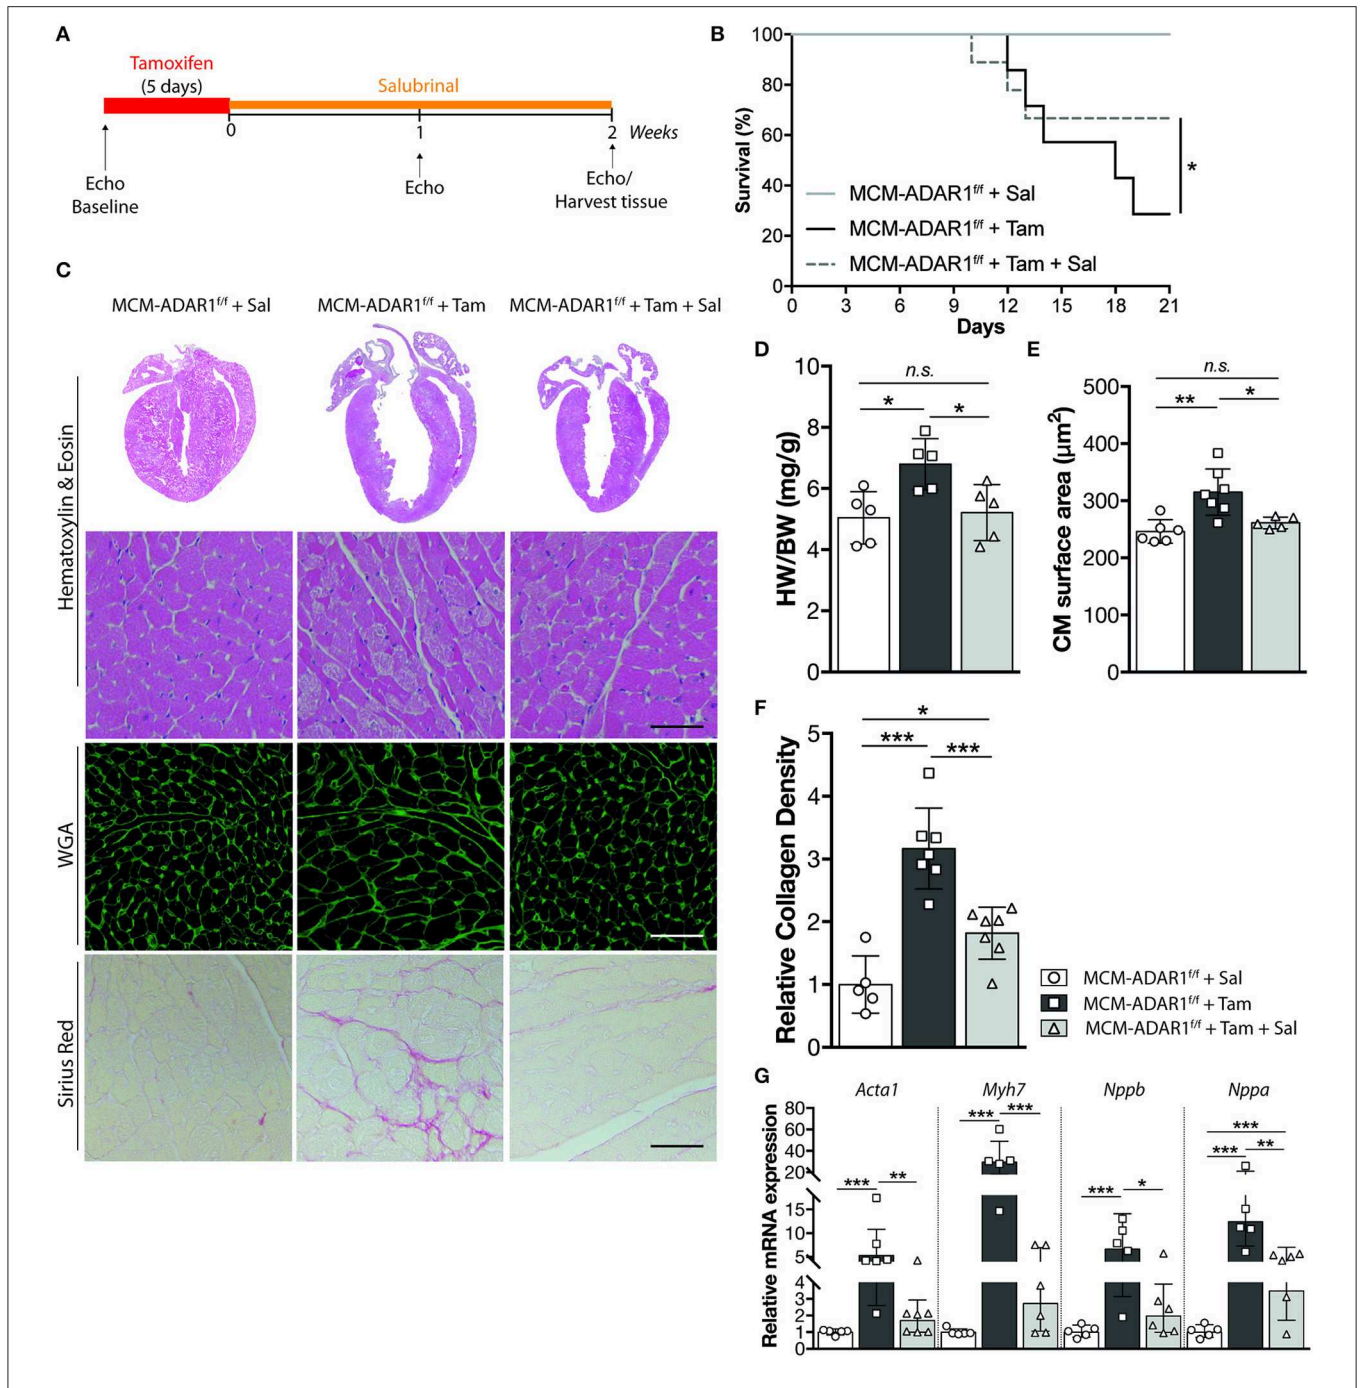 A
Tamoxifen
(5 days)
Salubrinal
0
1
2
Weeks
Echo
Baseline
Echo
Echo/
Harvest tissue
B
Survival (%)
100
80
60
40
20
0
MCM-ADAR1f/f + Sal
MCM-ADAR1f/f + Tam
MCM-ADAR1f/f + Tam + Sal
*
0 3 6 9 12 15 18 21
Days
C
MCM-ADAR1f/f + Sal
MCM-ADAR1f/f + Tam
MCM-ADAR1f/f + Tam + Sal
Hematoxylin & Eosin
WGA
Sirius Red
D
HW/BW (mg/g)
10
8
6
4
2
0
n.s.
*
*
E
CM surface area (µm2)
500
400
300
200
100
0
n.s.
**
*
F
Relative Collagen Density
5
4
3
2
1
0
*
***
***
MCM-ADAR1f/f + Sal
MCM-ADAR1f/f + Tam
MCM-ADAR1f/f + Tam + Sal
G
Acta1
Myh7
Nppb
Nppa
Relative mRNA expression
80
60
40
20
15
10
5
4
3
2
1
0
***
**
***
***
***
*
***
***
**